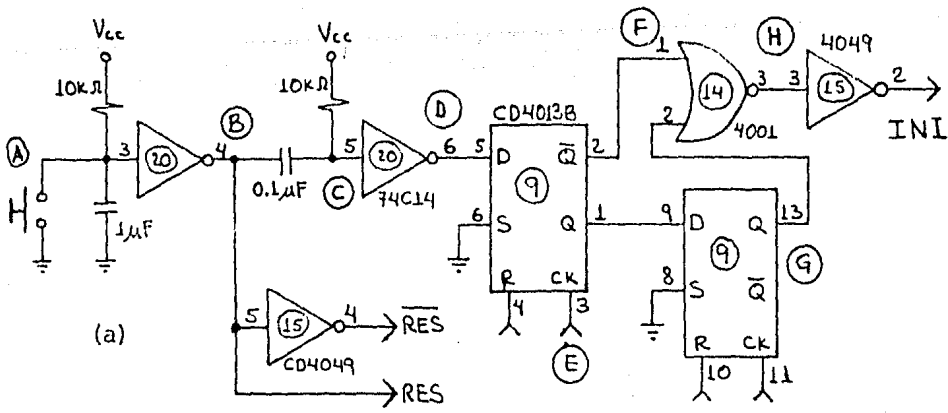 Vcc
Vcc
10kΩ
10kΩ
A
3
20
4
B
0.1μF
C
5
20
6
74C14
D
1μF
(a)
5
15
4
CD4049
RES
RES
CD4013B
5
D
Q
2
9
6
S
Q
1
R
CK
4
3
E
F
1
2
14
3
4001
H
3
4049
15
2
INI
9
D
Q
13
9
8
S
Q
G
R
CK
10
11